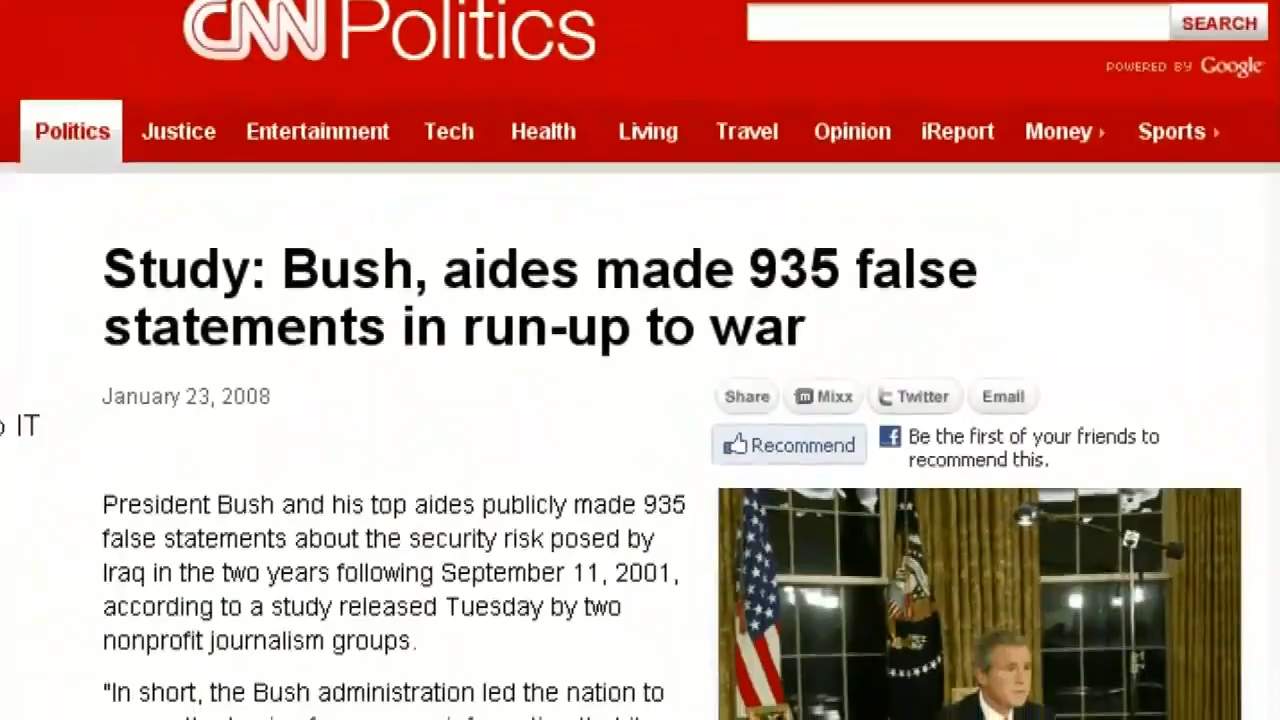 CNN Politics
SEARCH
POWERED BY Google
Politics Justice Entertainment Tech Health Living Travel Opinion iReport Money Sports
Study: Bush, aides made 935 false
statements in run-up to war
January 23, 2008
Share Mixx Twitter Email
IT
Recommend
Be the first of your friends to
recommend this.
President Bush and his top aides publicly made 935
false statements about the security risk posed by
Iraq in the two years following September 11, 2001,
according to a study released Tuesday by two
nonprofit journalism groups.
"In short, the Bush administration led the nation to